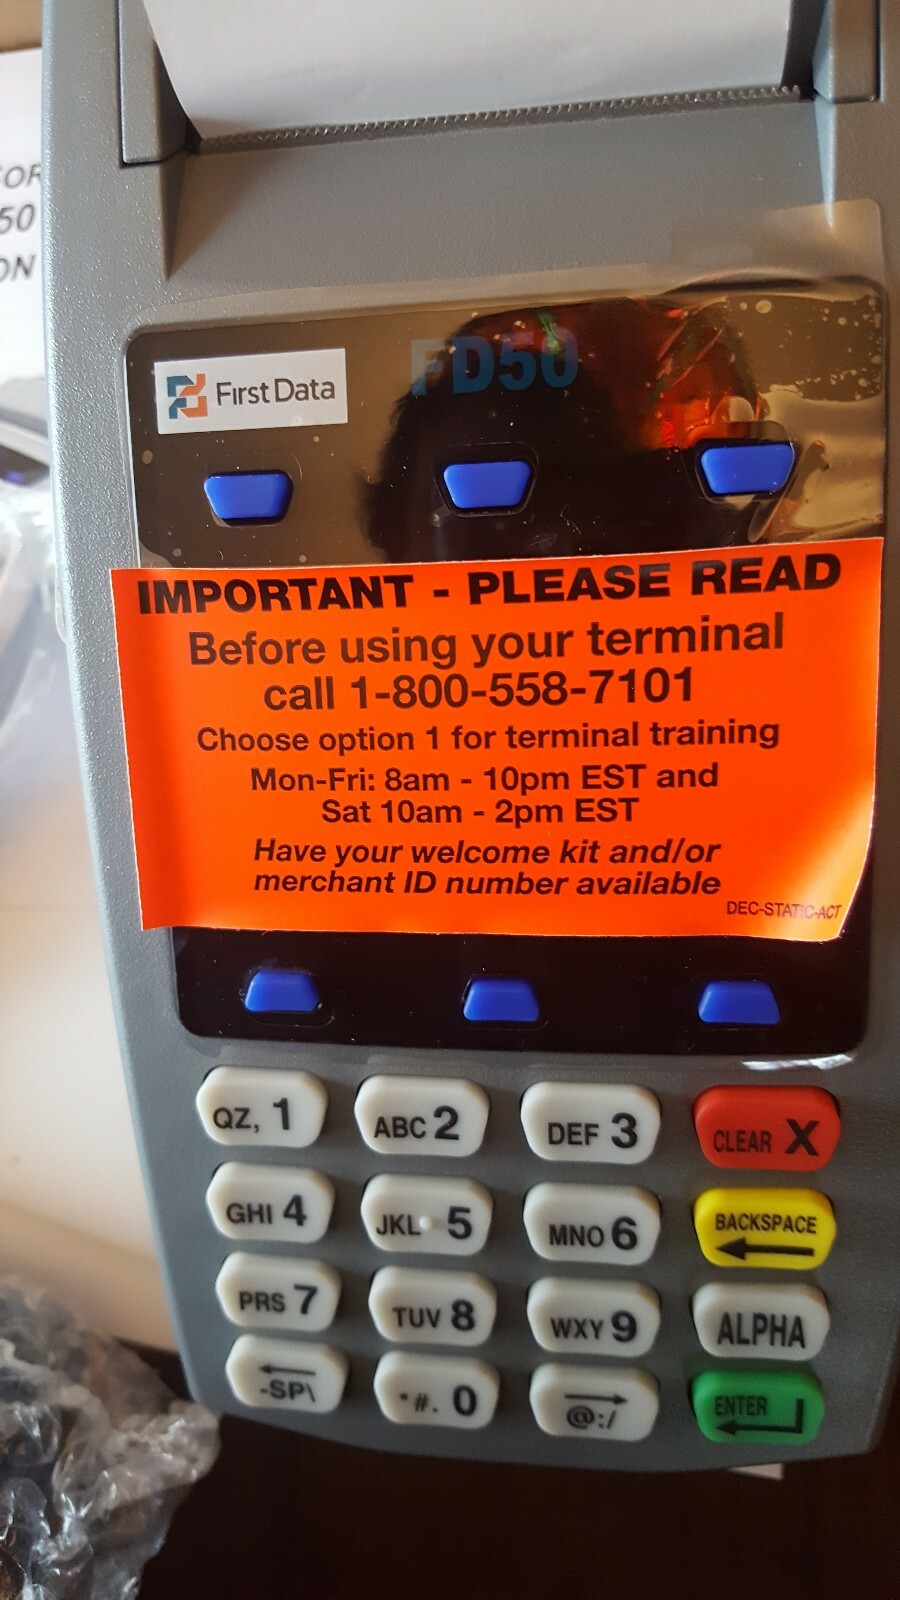 OR
50
ON
First Data
FD50
IMPORTANT - PLEASE READ
Before using your terminal
call 1-800-558-7101
Choose option 1 for terminal training
Mon-Fri: 8am - 10pm EST and
Sat 10am - 2pm EST
Have your welcome kit and/or
merchant ID number available
DEC-STATIC-ACT
QZ, 1 ABC 2 DEF 3 CLEAR X
GHI 4 JKL 5 MNO 6 BACKSPACE
PRS 7 TUV 8 WXY 9 ALPHA
-SP\ *#. 0 @:/ ENTER